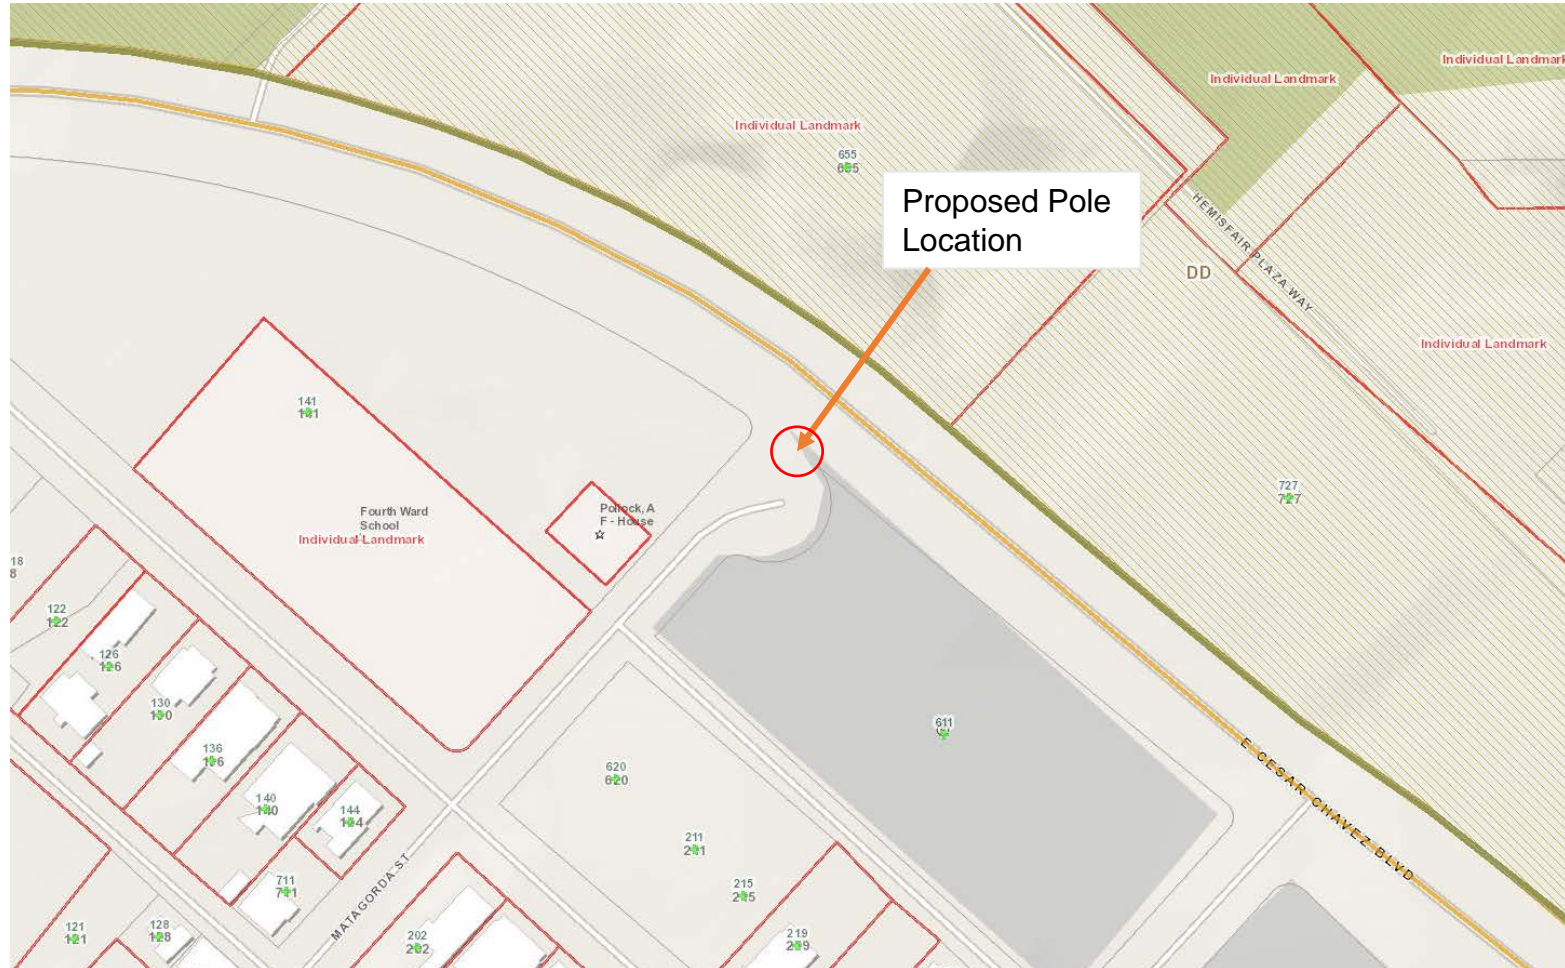 Individual Landmark
Individual Landmark
Individual Landmark
655
655
Proposed Pole
Location
HEMISFAIR PLAZA WAY
DD
Individual Landmark
141
141
727
727
Fourth Ward
School
Individual Landmark
Pollock, A
F - House
18
8
122
122
126
126
130
130
136
136
140
140
144
144
711
711
121
121
128
128
MATAGORDA ST
202
202
620
620
211
211
215
215
219
219
611
E CESAR CHAVEZ BLVD